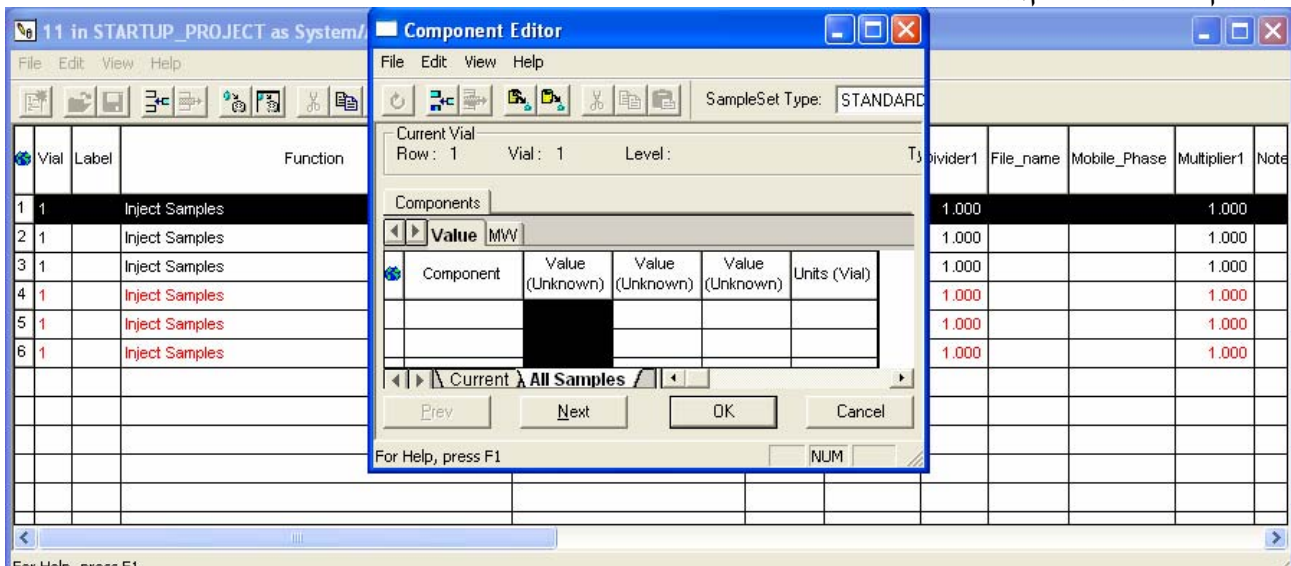 11 in STARTUP_PROJECT as System/
File Edit View Help
Vial Label Function Divider1 File_name Mobile_Phase Multiplier1 Note
1 1 Inject Samples 1.000 1.000
2 1 Inject Samples 1.000 1.000
3 1 Inject Samples 1.000 1.000
4 1 Inject Samples 1.000 1.000
5 1 Inject Samples 1.000 1.000
6 1 Inject Samples 1.000 1.000
Component Editor
File Edit View Help
SampleSet Type: STANDARD
Current Vial
Row: 1 Vial: 1 Level: Ty
Components
Value MW
Component Value (Unknown) Value (Unknown) Value (Unknown) Units (Vial)
Current All Samples
Prev Next OK Cancel
For Help, press F1 NUM
For Help, press F1